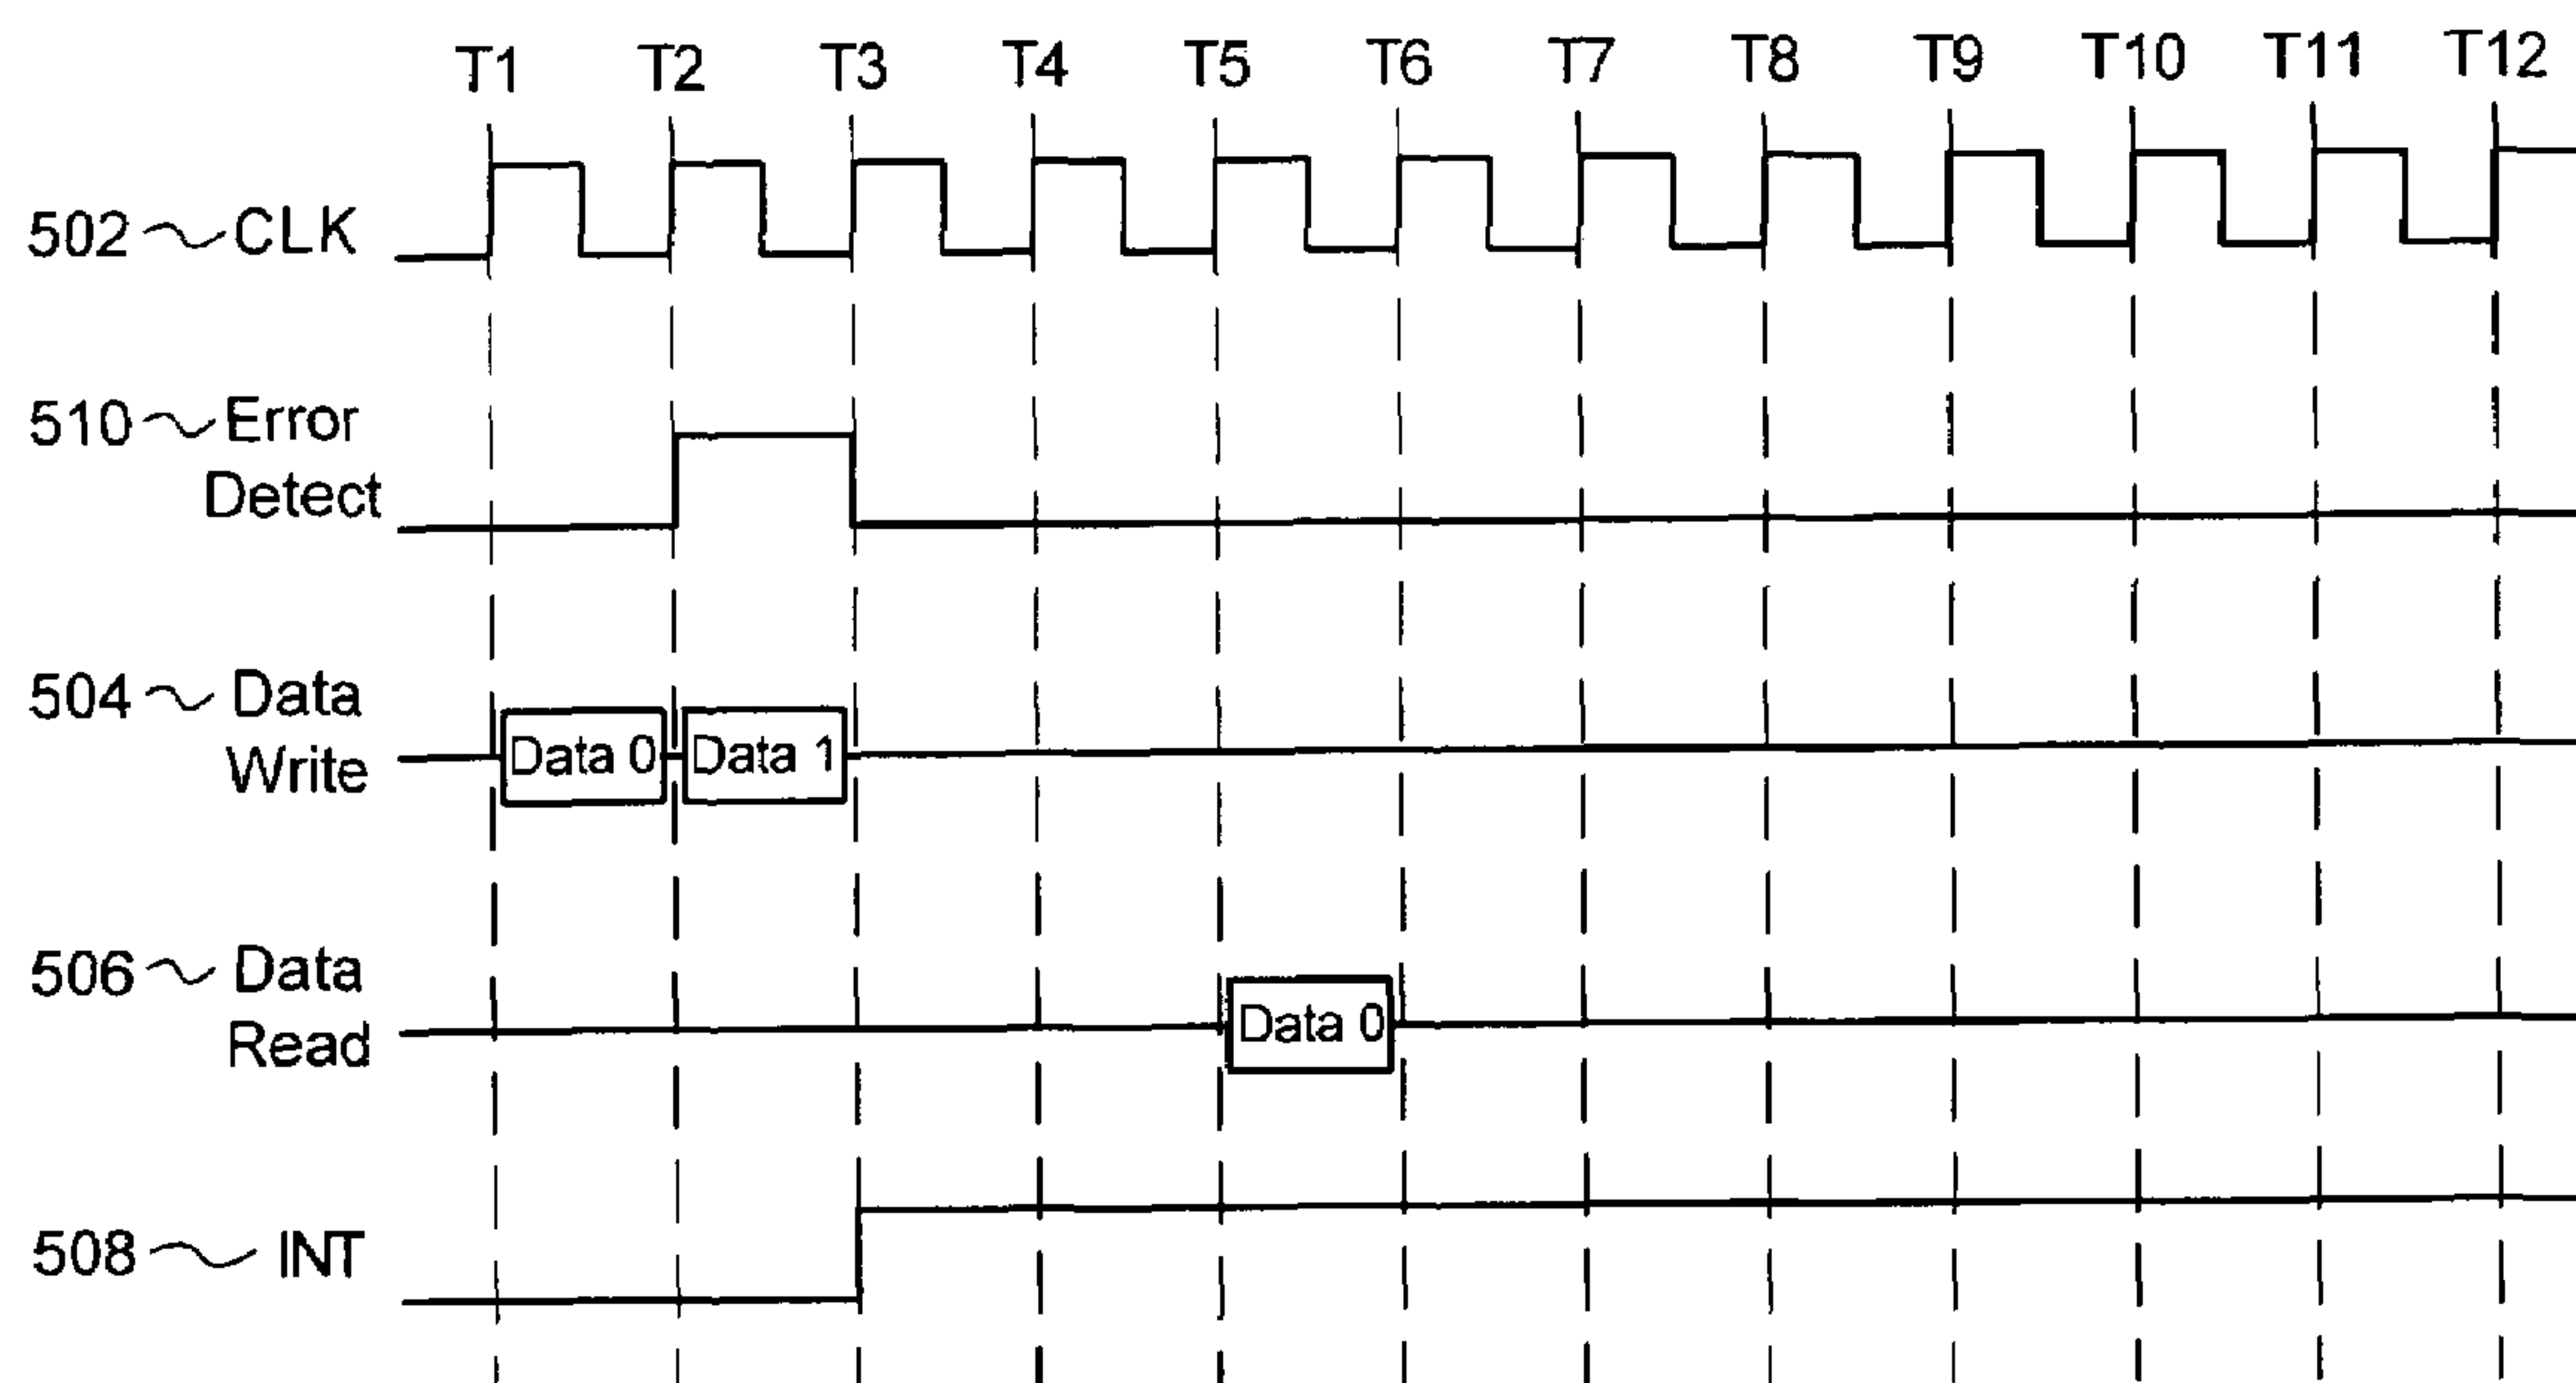 T1 T2 T3 T4 T5 T6 T7 T8 T9 T10 T11 T12
502 CLK
510 Error
Detect
504 Data
Write
Data 0 Data 1
506 Data
Read
Data 0
508 INT